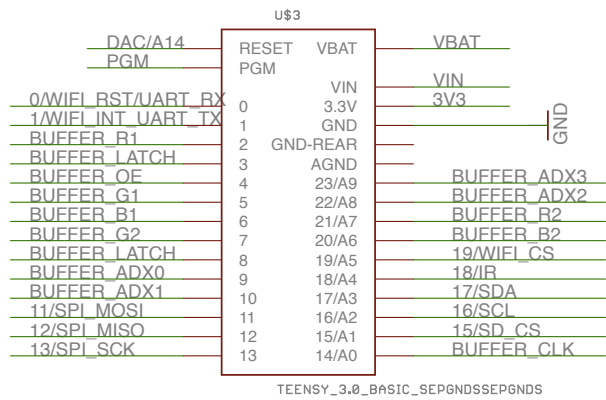 U$3
DAC/A14 RESET VBAT VBAT
PGM PGM
VIN VIN
0/WIFI_RST/UART_RX 0 3.3V 3V3
1/WIFI_INT_UART_TX 1 GND GND
BUFFER_R1 2 GND-REAR
BUFFER_LATCH 3 AGND
BUFFER_OE 4 23/A9 BUFFER_ADX3
BUFFER_G1 5 22/A8 BUFFER_ADX2
BUFFER_B1 6 21/A7 BUFFER_R2
BUFFER_G2 7 20/A6 BUFFER_B2
BUFFER_LATCH 8 19/A5 19/WIFI_CS
BUFFER_ADX0 9 18/A4 18/IR
BUFFER_ADX1 10 17/A3 17/SDA
11/SPI_MOSI 11 16/A2 16/SCL
12/SPI_MISO 12 15/A1 15/SD_CS
13/SPI_SCK 13 14/A0 BUFFER_CLK
TEENSY_3.0_BASIC_SEPGNDSSEPGNDS